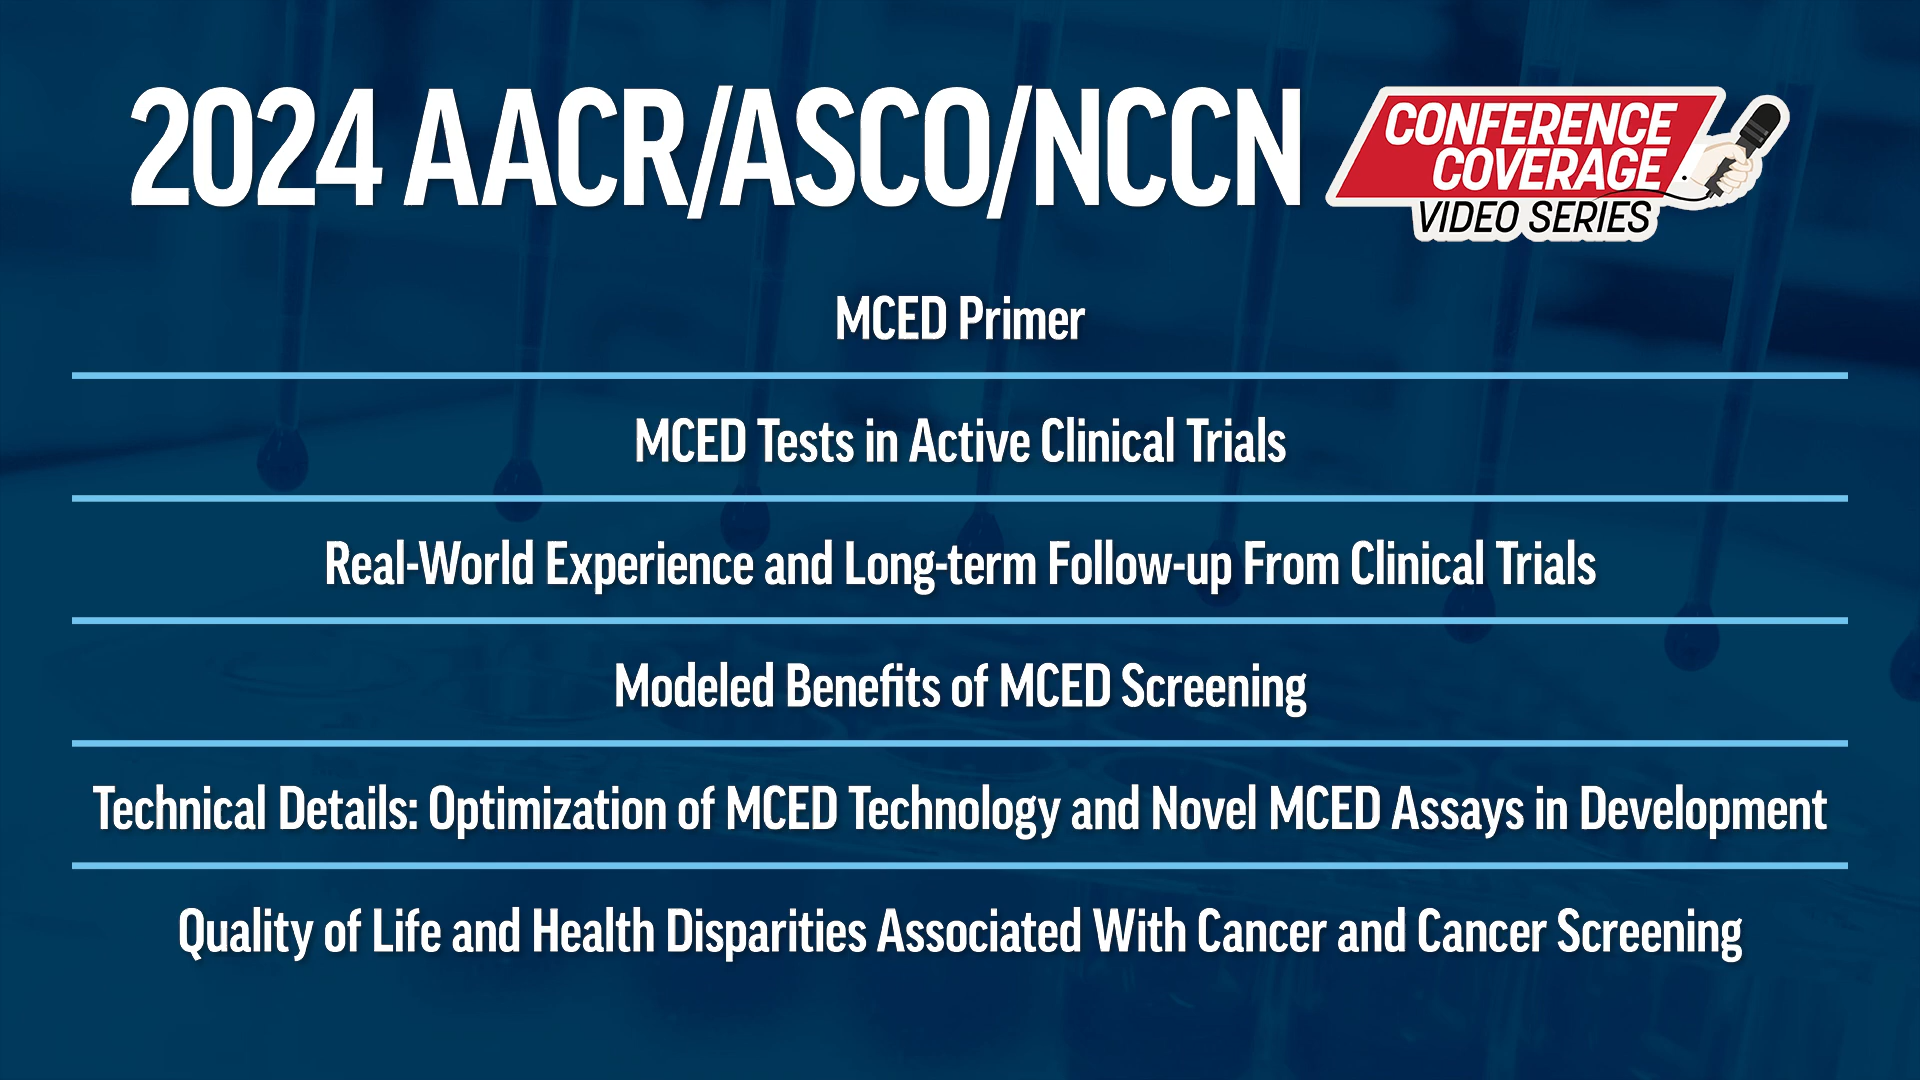 2024 AACR/ASCO/NCCN
CONFERENCE
COVERAGE
VIDEO SERIES
MCED Primer
MCED Tests in Active Clinical Trials
Real-World Experience and Long-term Follow-up From Clinical Trials
Modeled Benefits of MCED Screening
Technical Details: Optimization of MCED Technology and Novel MCED Assays in Development
Quality of Life and Health Disparities Associated With Cancer and Cancer Screening